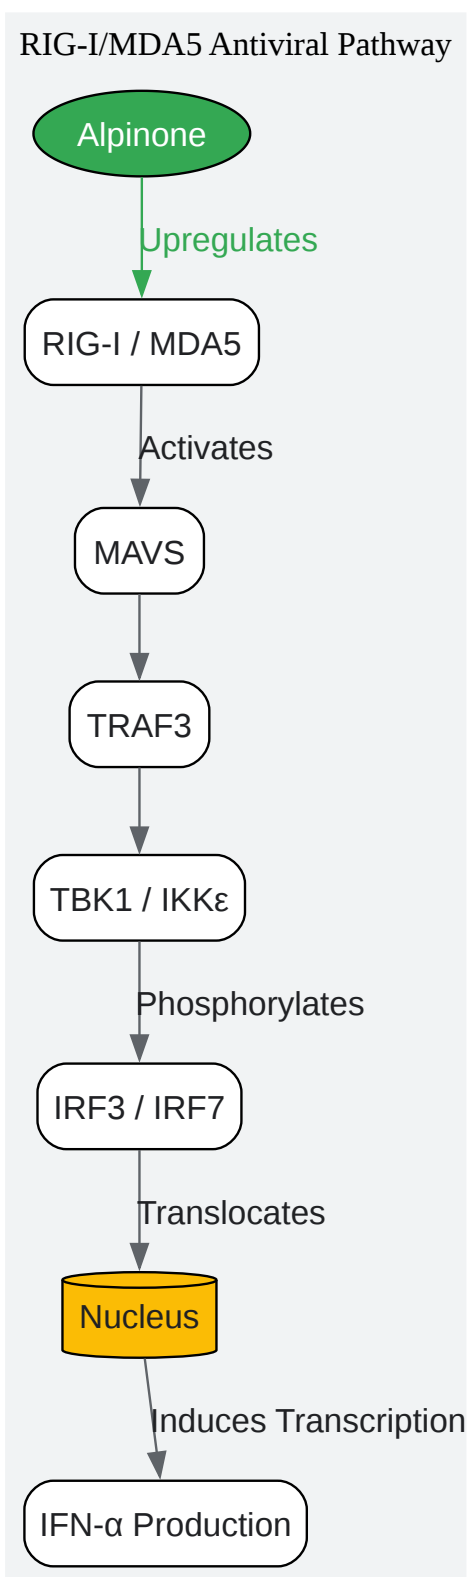 RIG-I/MDA5 Antiviral Pathway
Alpinone
Upregulates
RIG-I / MDA5
Activates
MAVS
TRAF3
TBK1 / IKKε
Phosphorylates
IRF3 / IRF7
Translocates
Nucleus
Induces Transcription
IFN-α Production